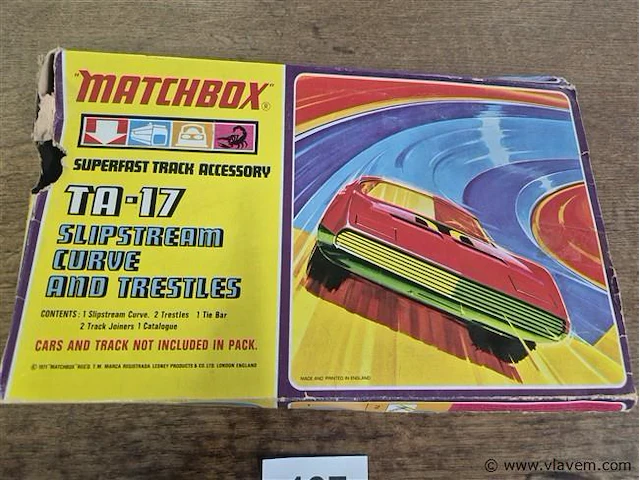 "MATCHBOX"®
SUPERFAST TRACK ACCESSORY
TA-17
SLIPSTREAM
CURVE
AND TRESTLES
CONTENTS: 1 Slipstream Curve. 2 Trestles 1 Tie Bar
2 Track Joiners 1 Catalogue
CARS AND TRACK NOT INCLUDED IN PACK.
© 1971 "MATCHBOX" REG'D. T.M. MARCA REGISTRADA LESNEY PRODUCTS & CO. LTD. LONDON ENGLAND
MADE AND PRINTED IN ENGLAND
© www.vlavem.com